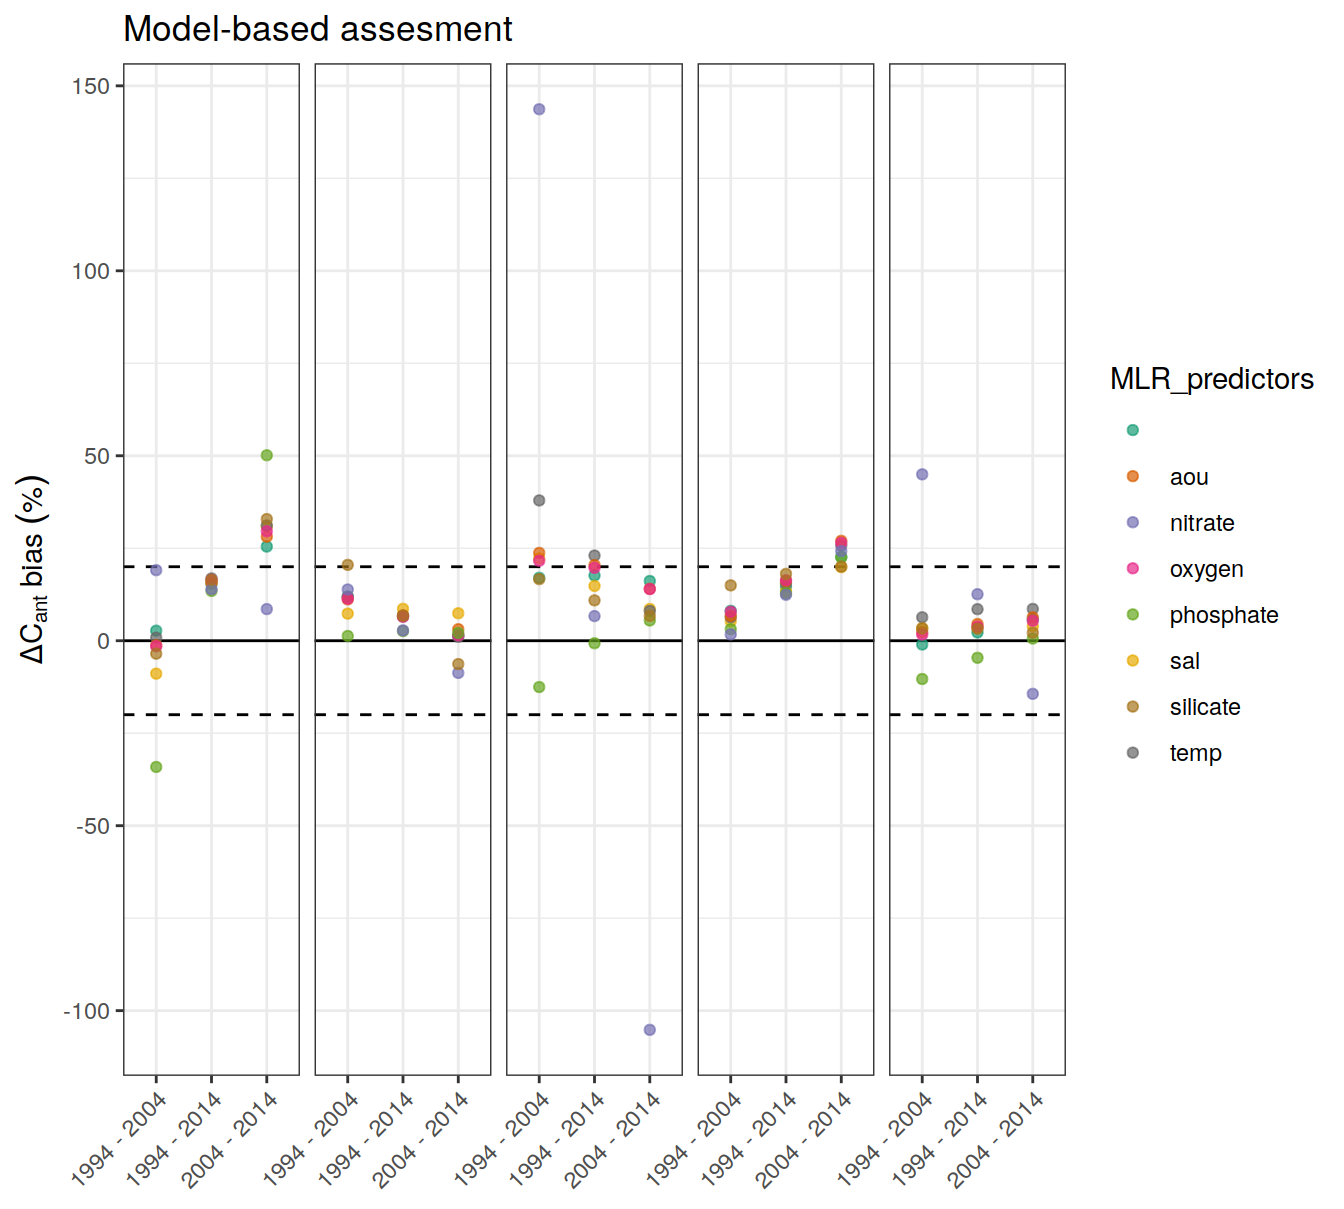 Model-based assesment
ΔCant bias (%)
150
100
50
0
-50
-100
1994 - 2004
1994 - 2014
2004 - 2014
1994 - 2004
1994 - 2014
2004 - 2014
1994 - 2004
1994 - 2014
2004 - 2014
1994 - 2004
1994 - 2014
2004 - 2014
1994 - 2004
1994 - 2014
2004 - 2014
MLR_predictors
aou
nitrate
oxygen
phosphate
sal
silicate
temp